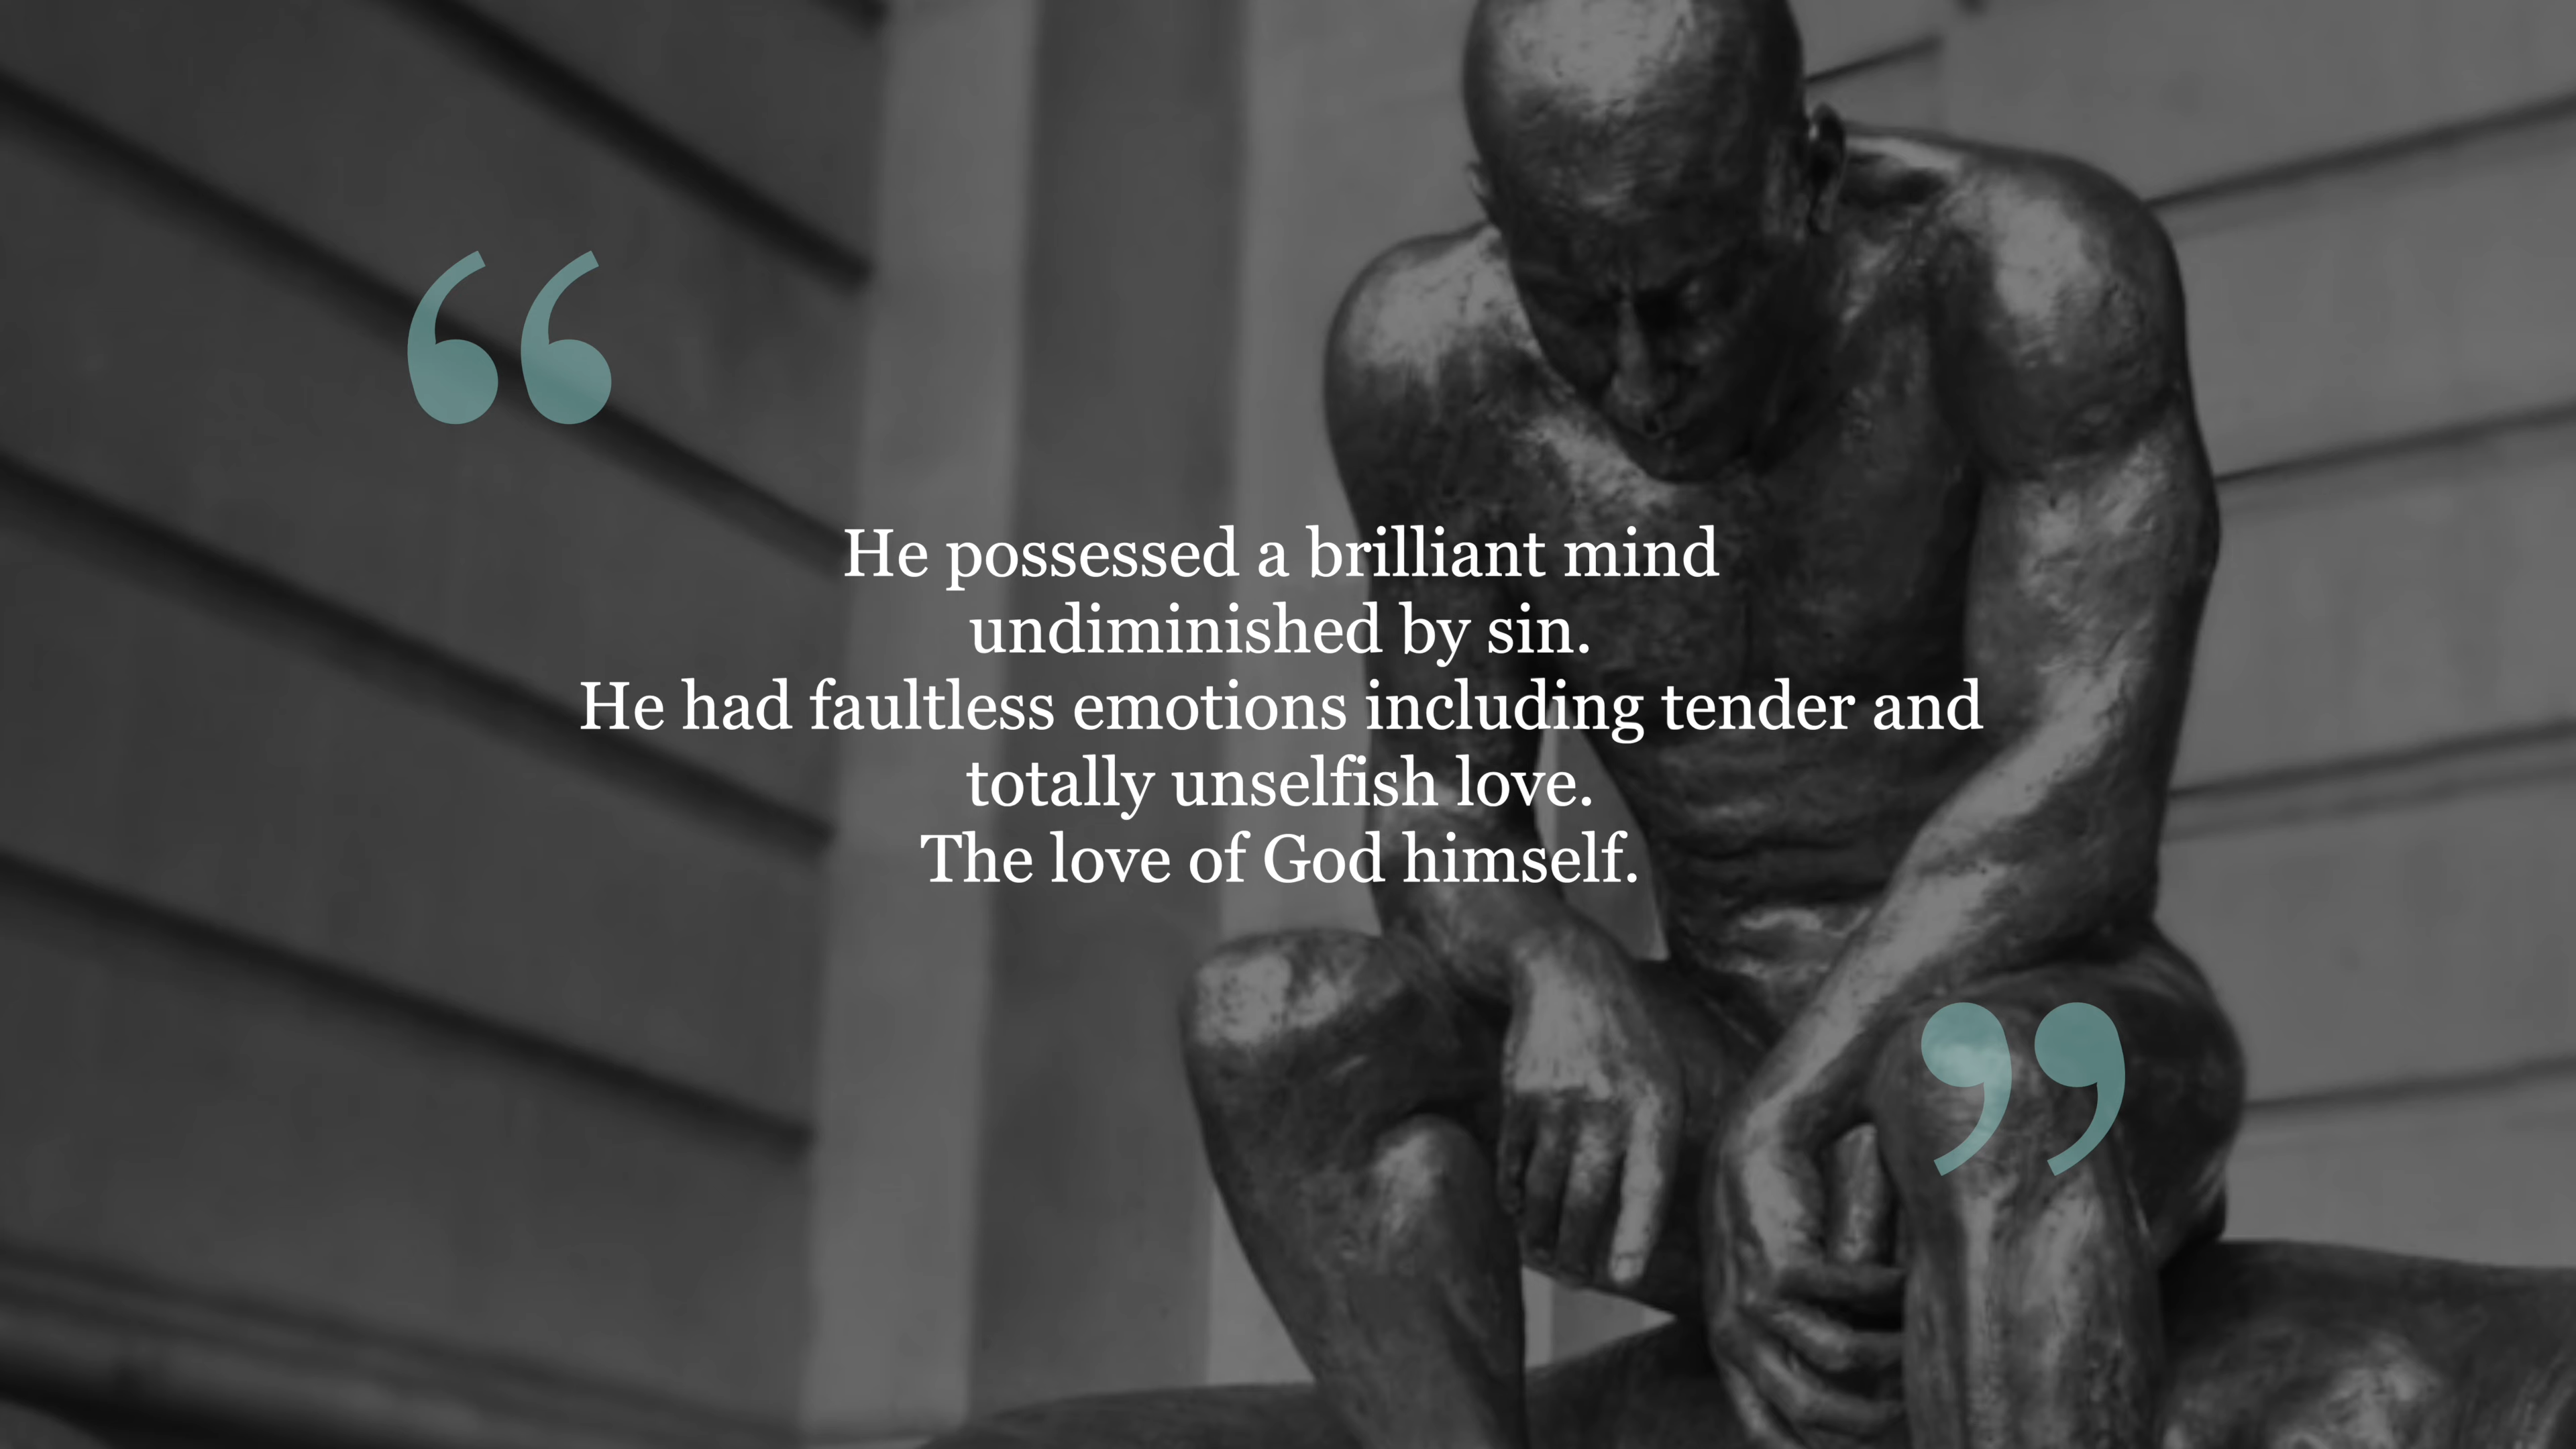 “
He possessed a brilliant mind
undiminished by sin.
He had faultless emotions including tender and
totally unselfish love.
The love of God himself.
”